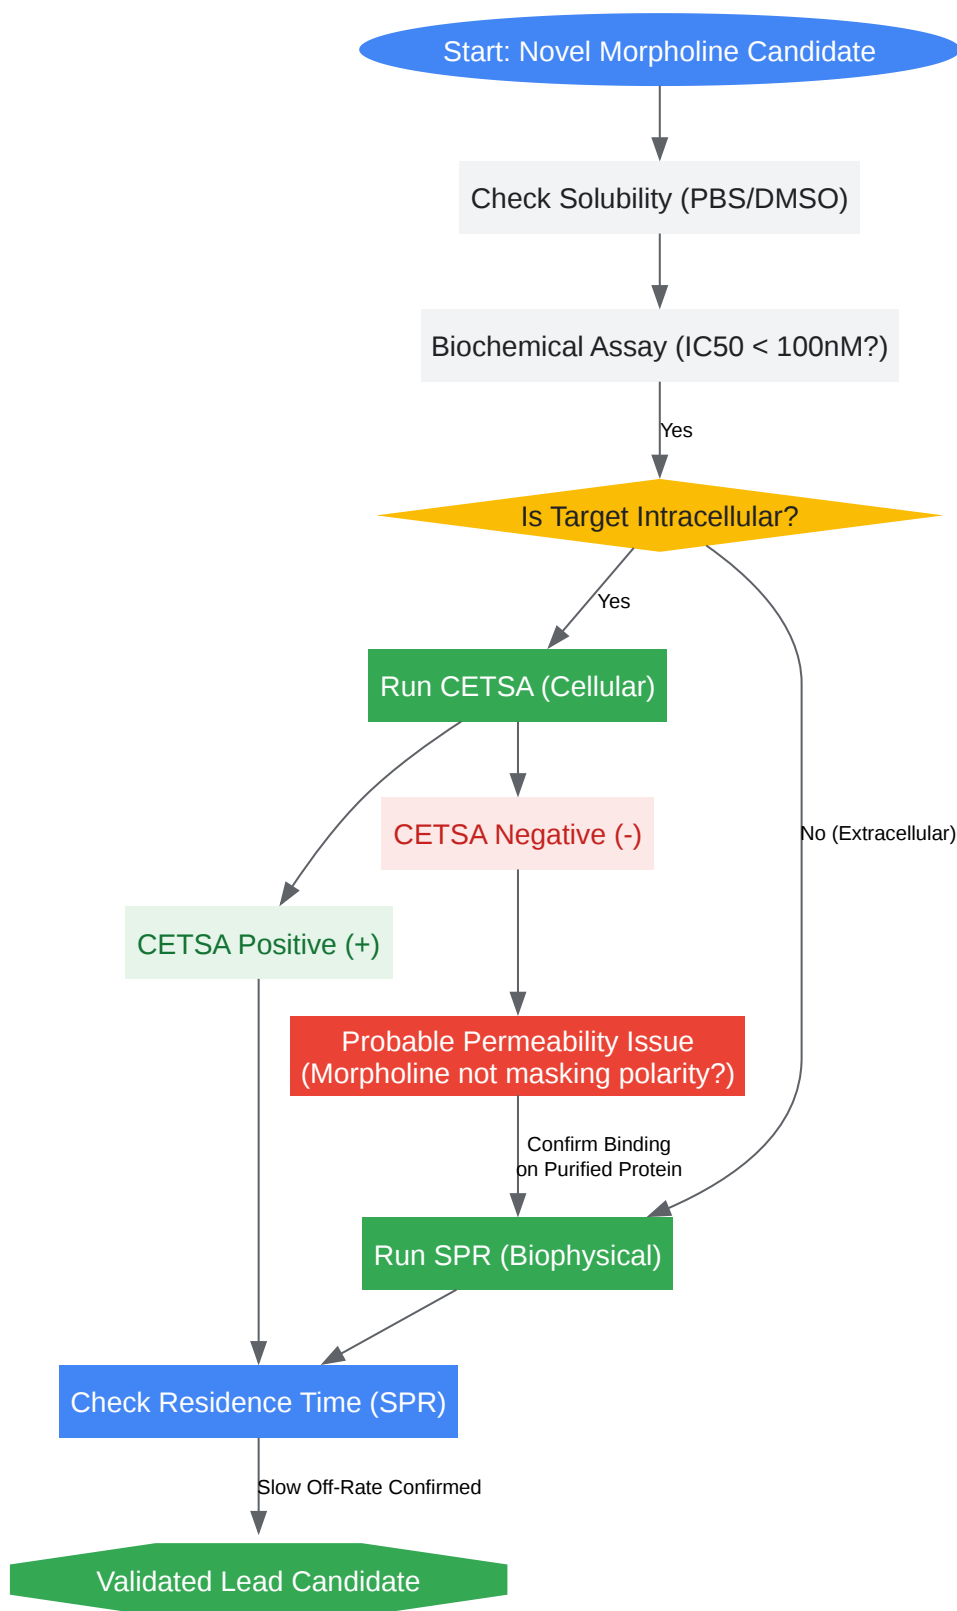 Start: Novel Morpholine Candidate
Check Solubility (PBS/DMSO)
Biochemical Assay (IC50 < 100nM?)
Yes
Is Target Intracellular?
Yes
Run CETSA (Cellular)
CETSA Negative (-)
No (Extracellular)
CETSA Positive (+)
Probable Permeability Issue
(Morpholine not masking polarity?)
Confirm Binding
on Purified Protein
Run SPR (Biophysical)
Check Residence Time (SPR)
Slow Off-Rate Confirmed
Validated Lead Candidate